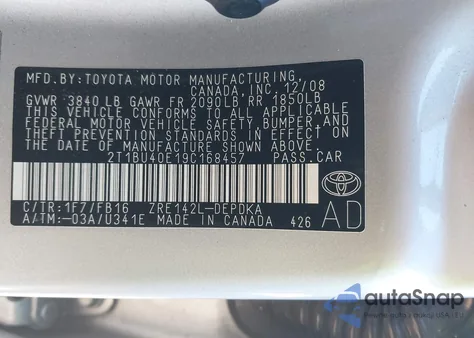 MFD.BY:TOYOTA MOTOR MANUFACTURING,
CANADA, INC. 12/08
GVWR 3840 LB GAWR FR 2090LB RR 1850LB
THIS VEHICLE CONFORMS TO ALL APPLICABLE
FEDERAL MOTOR VEHICLE SAFETY, BUMPER, AND
THEFT PREVENTION STANDARDS IN EFFECT ON
THE DATE OF MANUFACTURE SHOWN ABOVE.
2T1BU40E19C168457 PASS.CAR
C/TR:1F7/FB16 ZRE142L-DEPDKA
A/TM:-03A/U341E MADE IN CANADA 426
AD
autoSnap